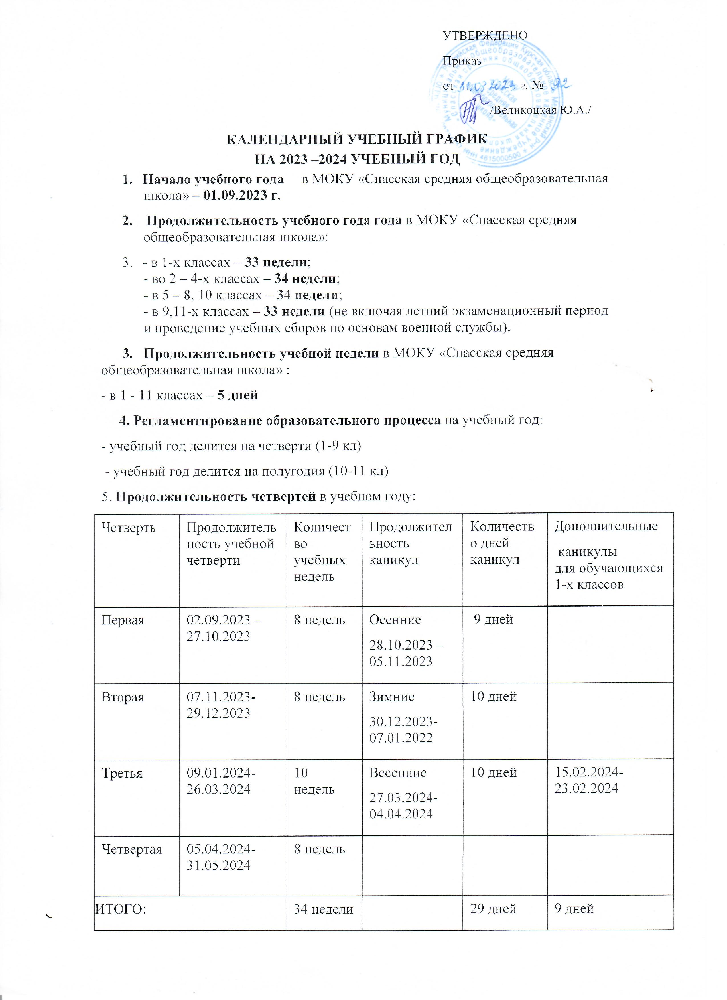 УТВЕРЖДЕНО
Приказ
от 31.08 2023 г. № 92
/Великоцкая Ю.А./
КАЛЕНДАРНЫЙ УЧЕБНЫЙ ГРАФИК
НА 2023 –2024 УЧЕБНЫЙ ГОД
1. Начало учебного года в МОКУ «Спасская средняя общеобразовательная
школа» – 01.09.2023 г.
2. Продолжительность учебного года года в МОКУ «Спасская средняя
общеобразовательная школа»:
3. - в 1-х классах – 33 недели;
- во 2 – 4-х классах – 34 недели;
- в 5 – 8, 10 классах – 34 недели;
- в 9,11-х классах – 33 недели (не включая летний экзаменационный период
и проведение учебных сборов по основам военной службы).
3. Продолжительность учебной недели в МОКУ «Спасская средняя
общеобразовательная школа» :
- в 1 - 11 классах – 5 дней
4. Регламентирование образовательного процесса на учебный год:
- учебный год делится на четверти (1-9 кл)
- учебный год делится на полугодия (10-11 кл)
5. Продолжительность четвертей в учебном году:
Четверть
Продолжитель
ность учебной
четверти
Количест
во
учебных
недель
Продолжител
ьность
каникул
Количеств
о дней
каникул
Дополнительные
каникулы
для обучающихся
1-х классов
Первая
02.09.2023 –
27.10.2023
8 недель
Осенние
28.10.2023 –
05.11.2023
9 дней
Вторая
07.11.2023-
29.12.2023
8 недель
Зимние
30.12.2023-
07.01.2022
10 дней
Третья
09.01.2024-
26.03.2024
10
недель
Весенние
27.03.2024-
04.04.2024
10 дней
15.02.2024-
23.02.2024
Четвертая
05.04.2024-
31.05.2024
8 недель
ИТОГО:
34 недели
29 дней
9 дней